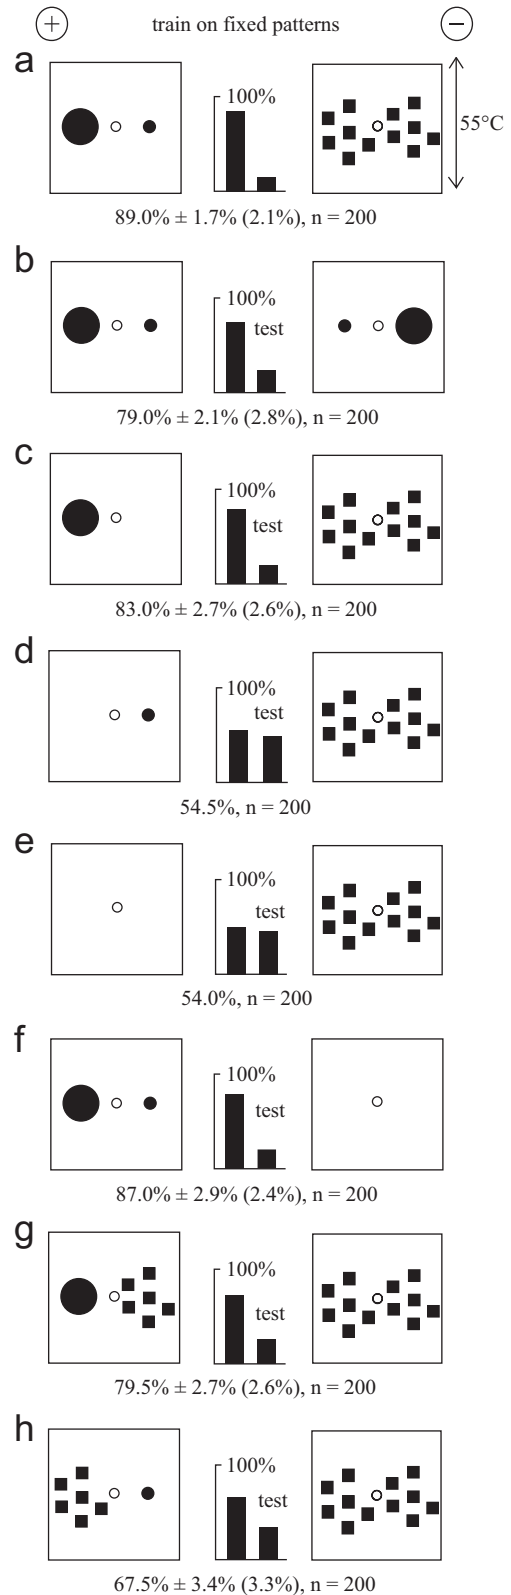 + train on fixed patterns −
a
100%
55°C
89.0% ± 1.7% (2.1%), n = 200
b
100%
test
79.0% ± 2.1% (2.8%), n = 200
c
100%
test
83.0% ± 2.7% (2.6%), n = 200
d
100%
test
54.5%, n = 200
e
100%
test
54.0%, n = 200
f
100%
test
87.0% ± 2.9% (2.4%), n = 200
g
100%
test
79.5% ± 2.7% (2.6%), n = 200
h
100%
test
67.5% ± 3.4% (3.3%), n = 200